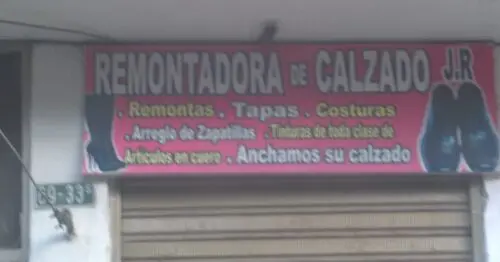 REMONTADORA DE CALZADO J.R
. Remontas . Tapas . Costuras
. Arreglo de Zapatillas . Tinturas de toda clase de
Artículos en cuero . Anchamos su calzado
69-33